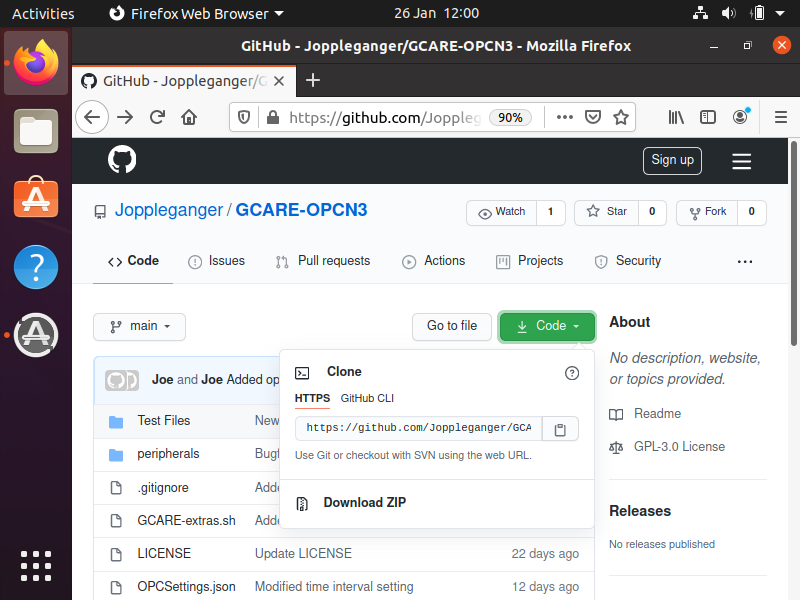 Activities Firefox Web Browser 26 Jan 12:00
GitHub - Joppleganger/GCARE-OPCN3 - Mozilla Firefox
GitHub - Joppleganger/G
https://github.com/Joppleg 90%
Sign up
Joppleganger / GCARE-OPCN3
Watch 1 Star 0 Fork 0
Code Issues Pull requests Actions Projects Security
main Go to file Code About
Clone
No description, website,
or topics provided.
Joe and Joe Added op
HTTPS GitHub CLI
Readme
Test Files New
https://github.com/Joppleganger/GCA
GPL-3.0 License
peripherals Bugf
Use Git or checkout with SVN using the web URL.
.gitignore Adde
Download ZIP
Releases
GCARE-extras.sh Adde
No releases published
LICENSE Update LICENSE 22 days ago
OPCSettings.json Modified time interval setting 12 days ago